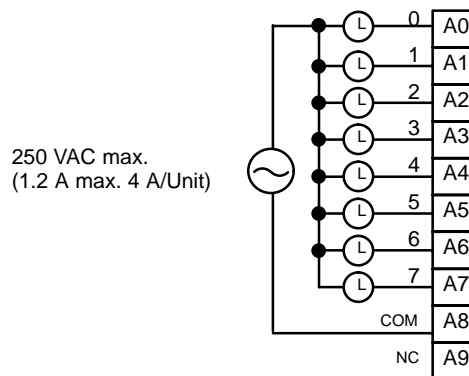 L 0 A0
L 1 A1
L 2 A2
L 3 A3
250 VAC max.
(1.2 A max. 4 A/Unit)
L 4 A4
L 5 A5
L 6 A6
L 7 A7
COM A8
NC A9